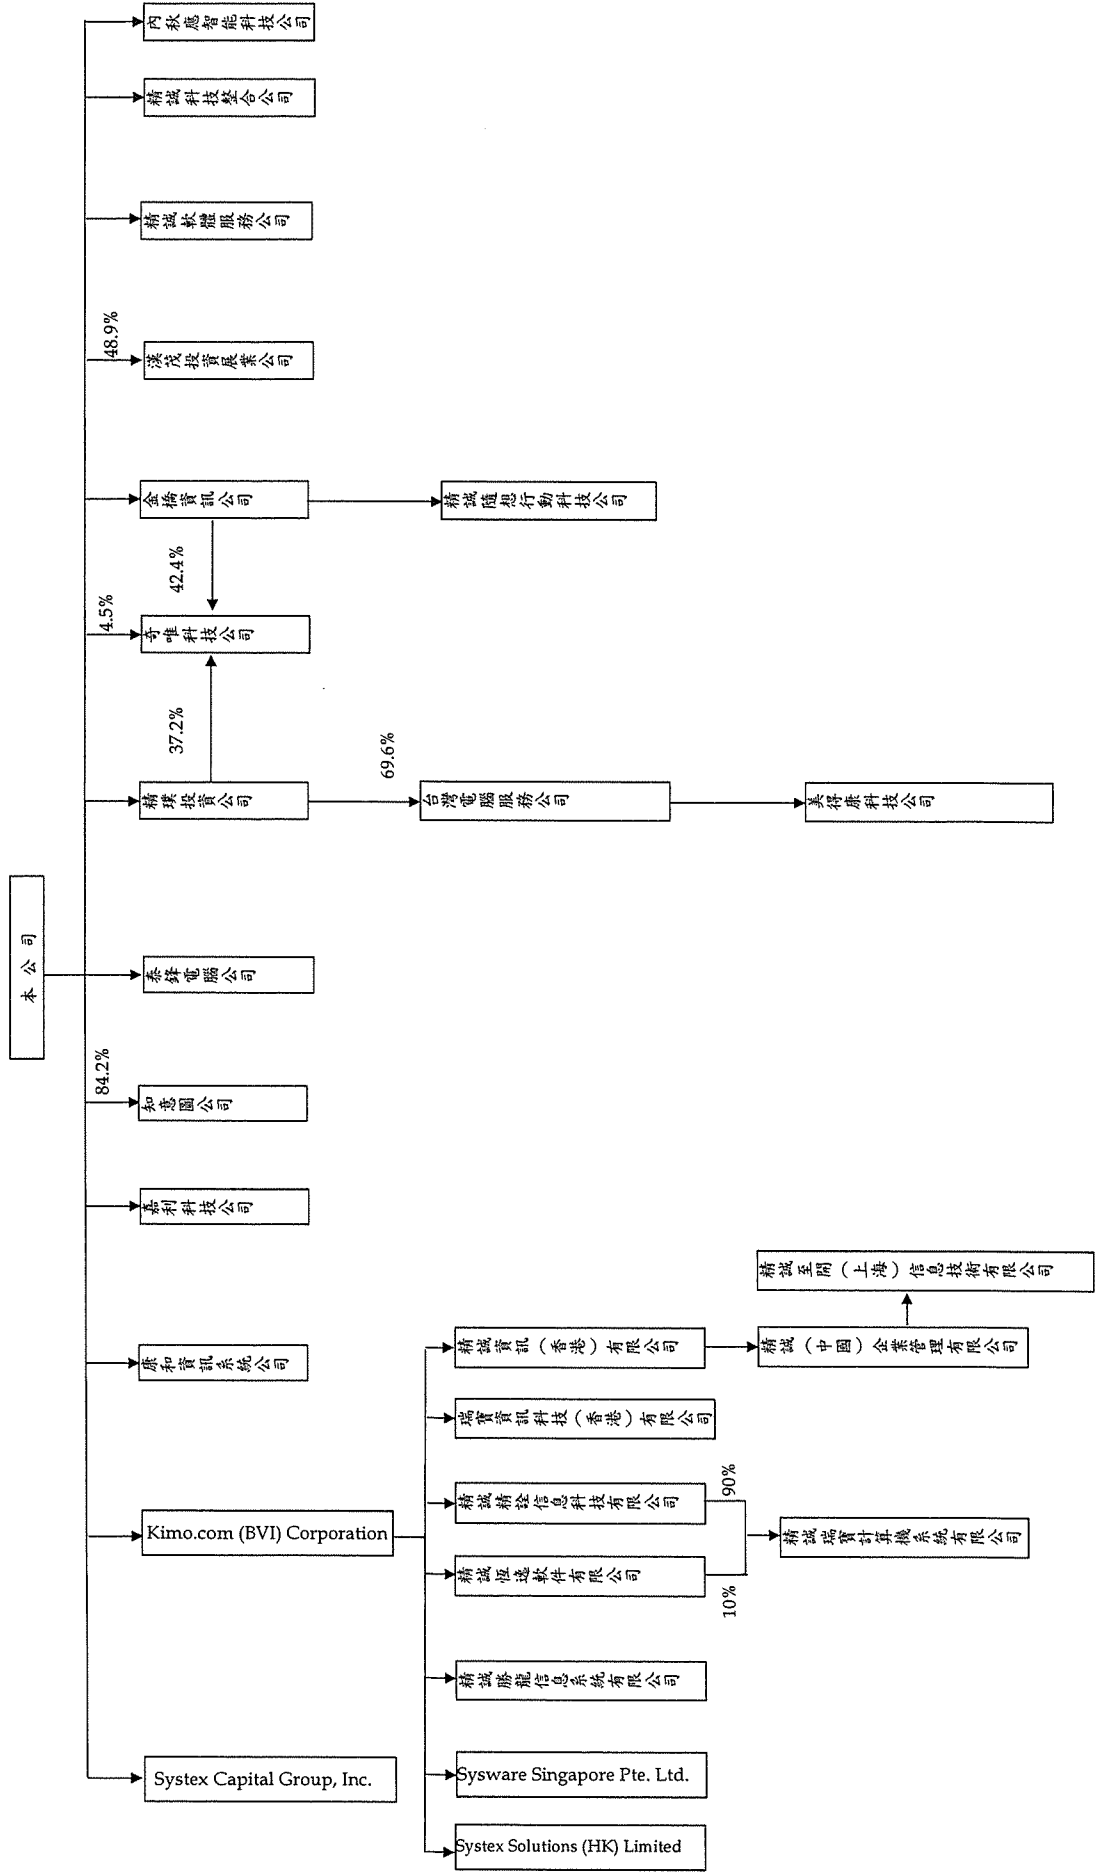 內秋應智能科技公司
精誠科技整合公司
精誠軟體服務公司
48.9%
漢茂投資展業公司
金橋資訊公司
精誠隨想行動科技公司
42.4%
4.5%
奇唯科技公司
37.2%
69.6%
精璞投資公司
台灣電腦服務公司
美得康科技公司
本公司
泰鋒電腦公司
84.2%
知意圖公司
嘉利科技公司
精誠至開（上海）信息技術有限公司
康和資訊系統公司
精誠資訊（香港）有限公司
精誠（中國）企業管理有限公司
瑞寶資訊科技（香港）有限公司
90%
精誠精詮信息科技有限公司
Kimo.com (BVI) Corporation
精誠瑞寶計算機系統有限公司
精誠恆逸軟件有限公司
10%
精誠勝龍信息系統有限公司
Systex Capital Group, Inc.
Sysware Singapore Pte. Ltd.
Systex Solutions (HK) Limited